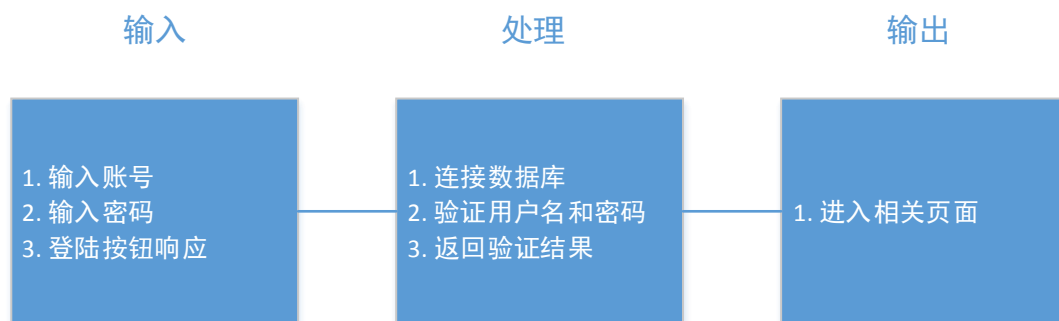 输入
处理
输出
1. 输入账号
2. 输入密码
3. 登陆按钮响应
1. 连接数据库
2. 验证用户名和密码
3. 返回验证结果
1. 进入相关页面